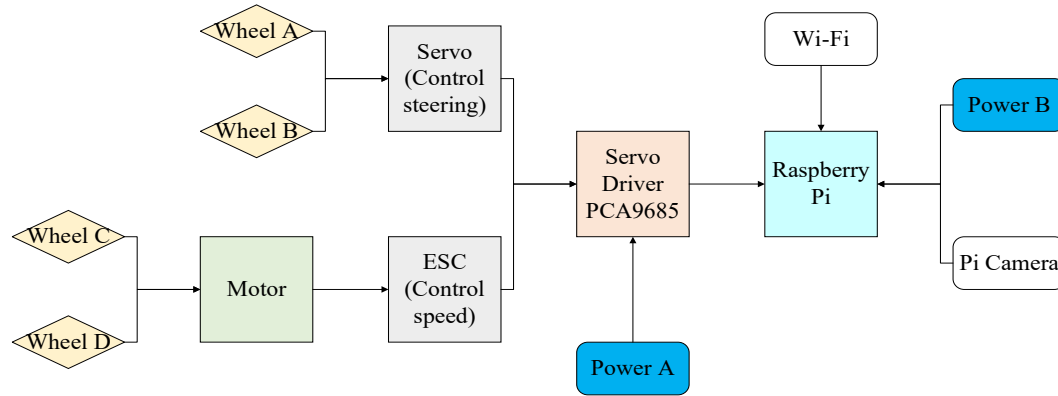 Wheel A
Wheel B
Servo
(Control
steering)
Wi-Fi
Power B
Servo
Driver
PCA9685
Raspberry
Pi
Wheel C
Wheel D
Motor
ESC
(Control
speed)
Pi Camera
Power A